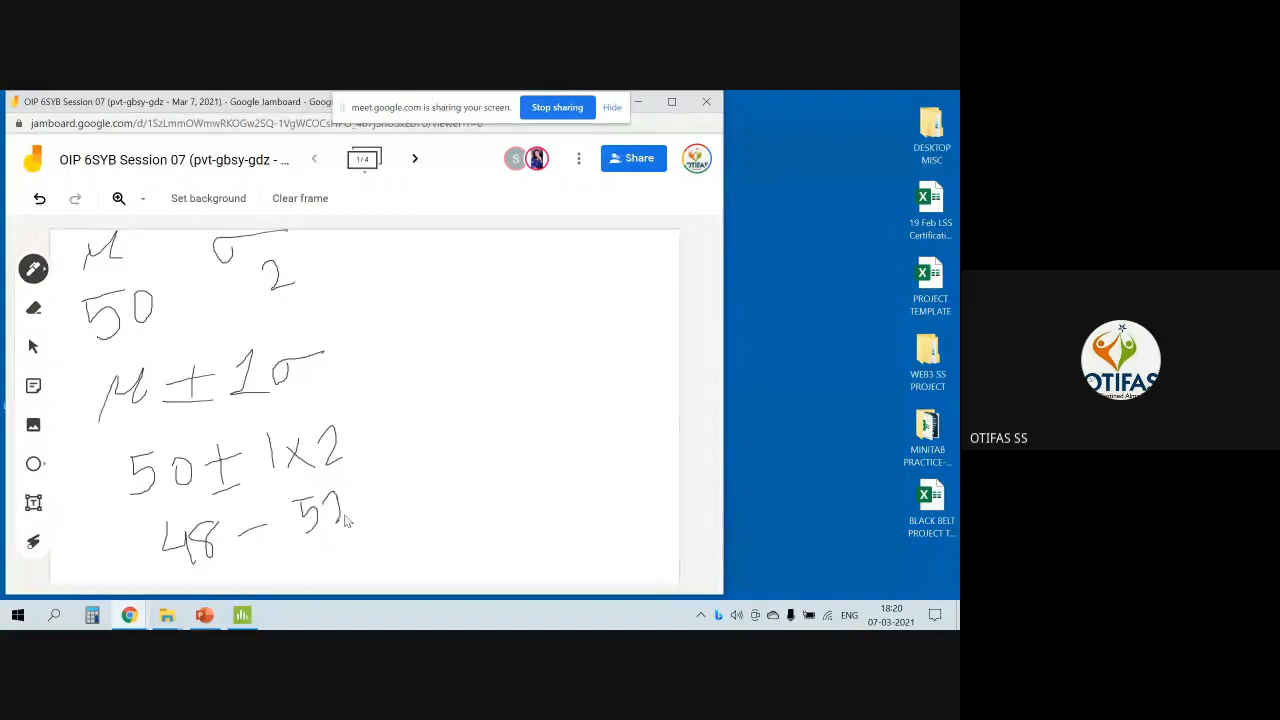 OIP 6SYB Session 07 (pvt-gbsy-gdz - Mar 7, 2021) - Google Jamboard - Goog
meet.google.com is sharing your screen.
Stop sharing
Hide
OIP 6SYB Session 07 (pvt-gbsy-gdz - ...
1/4
S
Share
Set background
Clear frame
μ σ
2
50
μ ± 1σ
50 ± 1 × 2
48 - 52
DESKTOP
MISC
19 Feb LSS
Certificati...
PROJECT
TEMPLATE
WEB3 SS
PROJECT
MINITAB
PRACTICE-...
BLACK BELT
PROJECT T...
OTIFAS
OTIFAS SS
ENG
18:20
07-03-2021